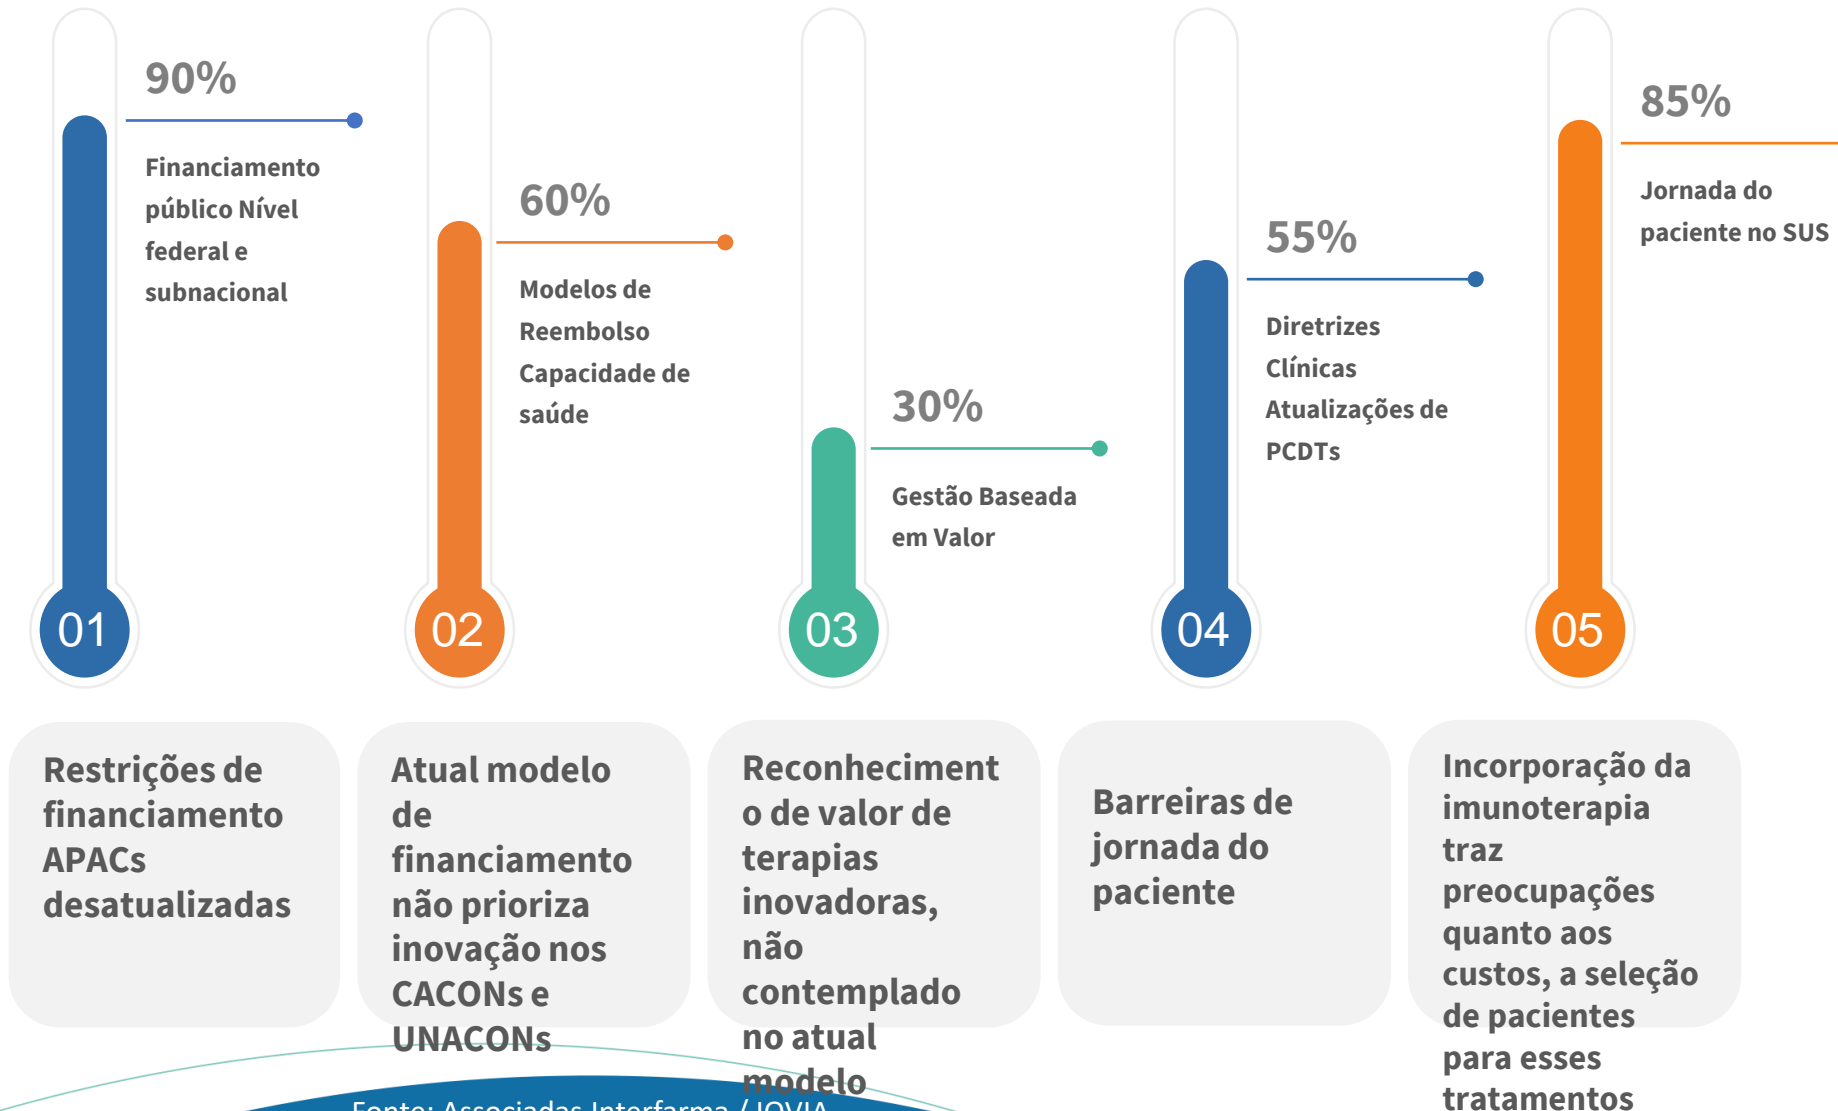 90%
Financiamento
público Nível
federal e
subnacional
60%
Modelos de
Reembolso
Capacidade de
saúde
30%
Gestão Baseada
em Valor
55%
Diretrizes
Clínicas
Atualizações de
PCDTs
85%
Jornada do
paciente no SUS
01
02
03
04
05
Restrições de
financiamento
APACs
desatualizadas
Atual modelo
de
financiamento
não prioriza
inovação nos
CACONs e
UNACONs
Reconheciment
o de valor de
terapias
inovadoras,
não
contemplado
no atual
modelo
Barreiras de
jornada do
paciente
Incorporação da
imunoterapia
traz
preocupações
quanto aos
custos, a seleção
de pacientes
para esses
tratamentos
Fonte: Associadas Interfarma / IQVIA